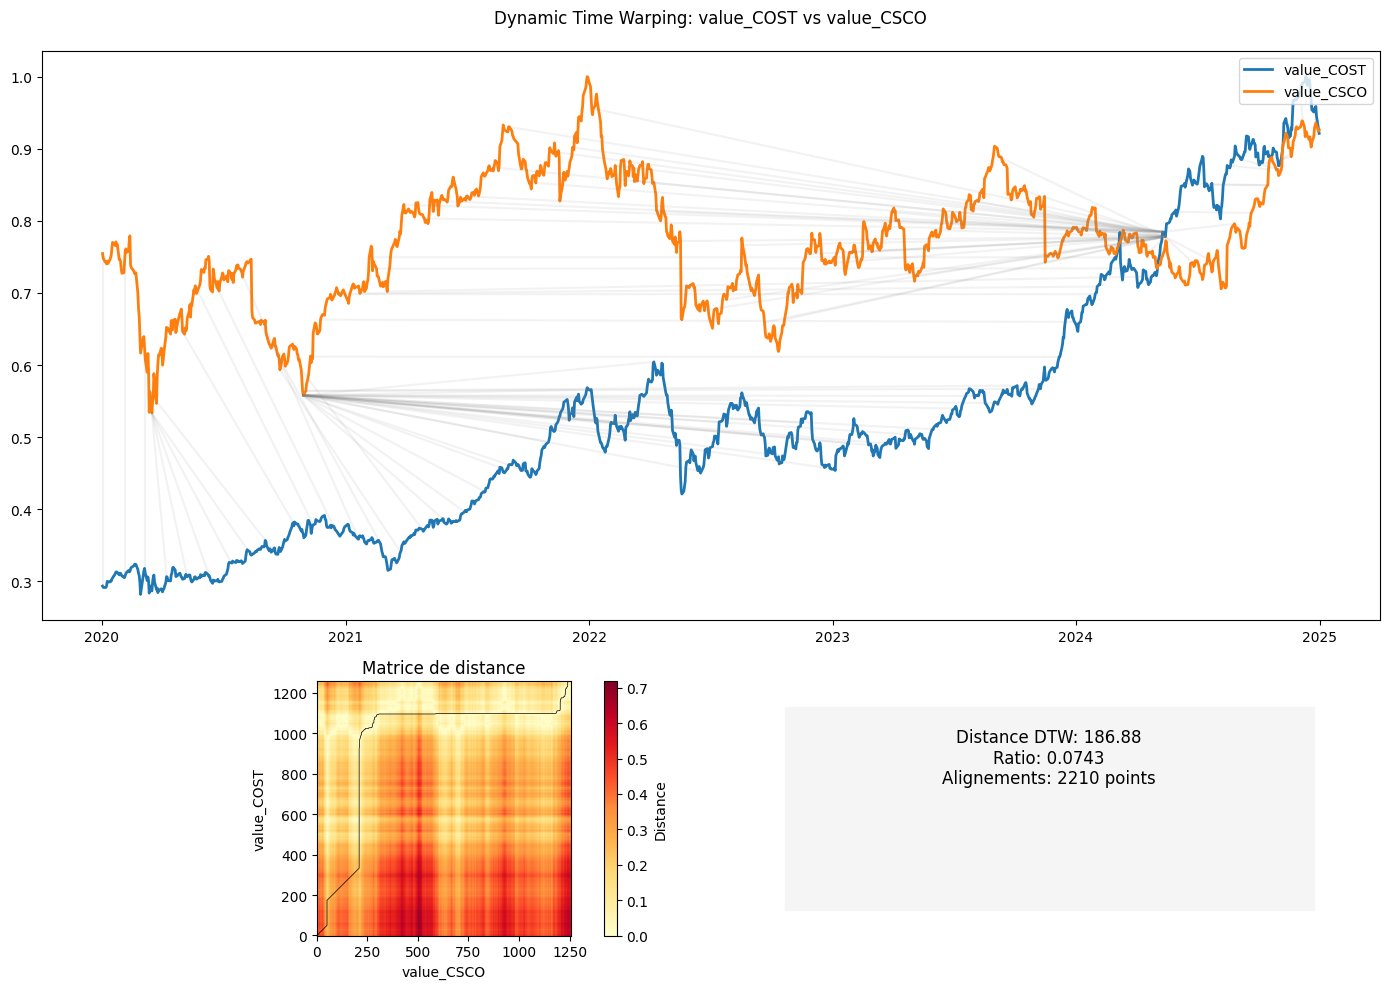 Dynamic Time Warping: value_COST vs value_CSCO
value_COST
value_CSCO
1.0
0.9
0.8
0.7
0.6
0.5
0.4
0.3
2020 2021 2022 2023 2024 2025
Matrice de distance
1200
1000
800
600
400
200
0
value_COST
0 250 500 750 1000 1250
value_CSCO
0.7
0.6
0.5
0.4
0.3
0.2
0.1
0.0
Distance
Distance DTW: 186.88
Ratio: 0.0743
Alignements: 2210 points